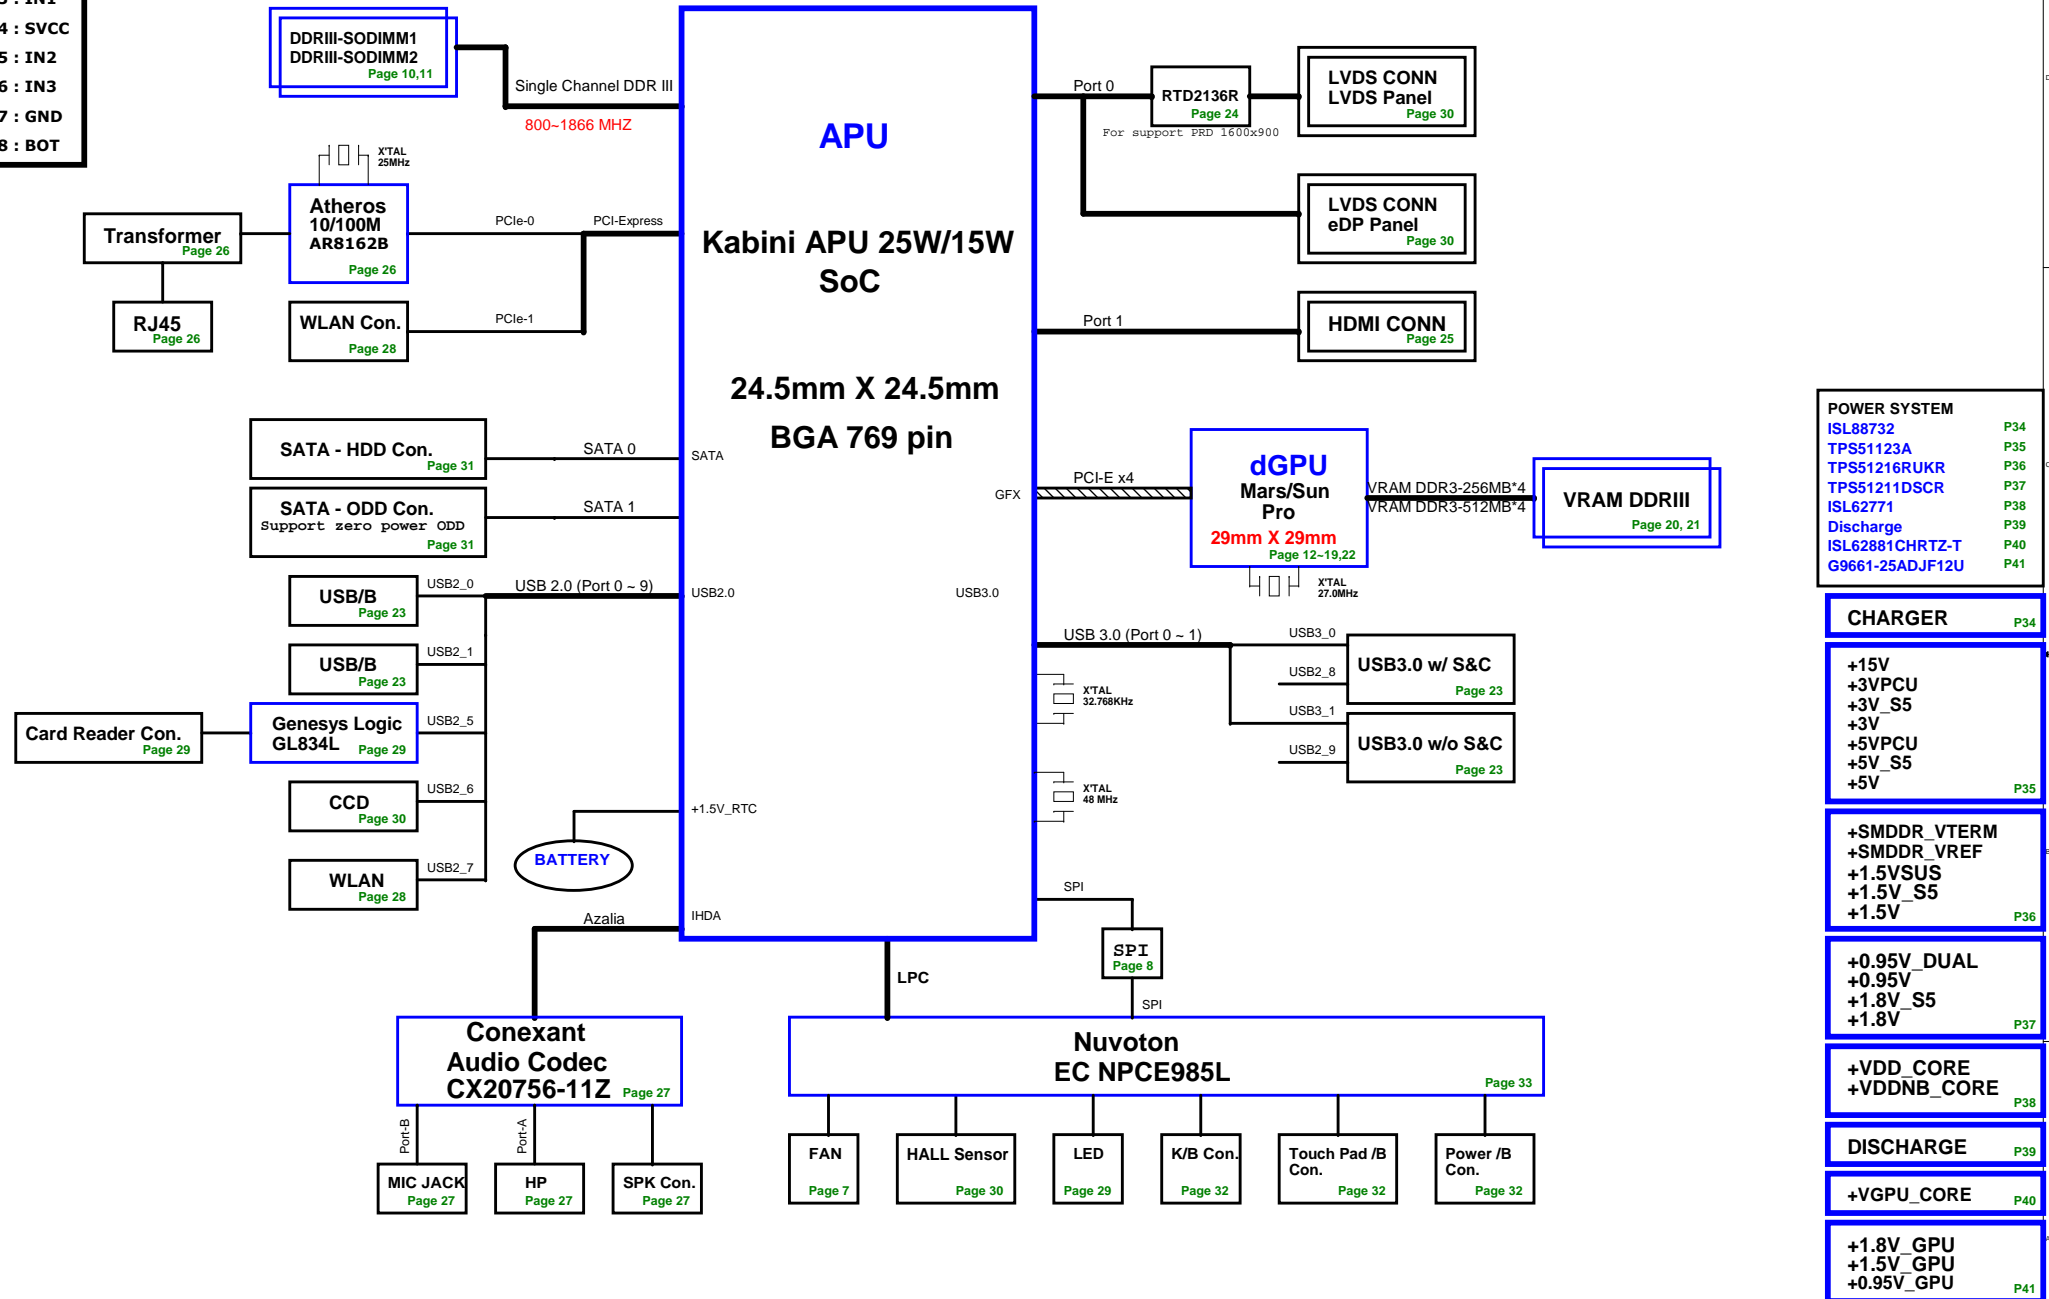 4 : SVCC
5 : IN2
6 : IN3
7 : GND
8 : BOT
DDRIII-SODIMM1
DDRIII-SODIMM2
Page 10,11
Single Channel DDR III
800~1866 MHZ
X'TAL
25MHz
Atheros
10/100M
AR8162B
Page 26
Transformer
Page 26
RJ45
Page 26
PCIe-0
PCI-Express
WLAN Con.
Page 28
PCIe-1
SATA - HDD Con.
Page 31
SATA 0
SATA
SATA - ODD Con.
Support zero power ODD
Page 31
SATA 1
USB/B
Page 23
USB2_0
USB 2.0 (Port 0 ~ 9)
USB2.0
USB/B
Page 23
USB2_1
Card Reader Con.
Page 29
Genesys Logic
GL834L
Page 29
USB2_5
CCD
Page 30
USB2_6
WLAN
Page 28
USB2_7
+1.5V_RTC
BATTERY
Azalia
IHDA
APU
Kabini APU 25W/15W
SoC
24.5mm X 24.5mm
BGA 769 pin
GFX
USB3.0
Port 0
RTD2136R
Page 24
For support PRD 1600x900
LVDS CONN
LVDS Panel
Page 30
LVDS CONN
eDP Panel
Page 30
Port 1
HDMI CONN
Page 25
PCI-E x4
dGPU
Mars/Sun
Pro
29mm X 29mm
Page 12~19,22
X'TAL
27.0MHz
VRAM DDR3-256MB*4
VRAM DDR3-512MB*4
VRAM DDRIII
Page 20, 21
USB 3.0 (Port 0 ~ 1)
USB3_0
USB2_8
USB3.0 w/ S&C
Page 23
USB3_1
USB2_9
USB3.0 w/o S&C
Page 23
X'TAL
32.768KHz
X'TAL
48 MHz
SPI
SPI
Page 8
SPI
LPC
Conexant
Audio Codec
CX20756-11Z
Page 27
Port-B
Port-A
MIC JACK
Page 27
HP
Page 27
SPK Con.
Page 27
Nuvoton
EC NPCE985L
Page 33
FAN
Page 7
HALL Sensor
Page 30
LED
Page 29
K/B Con.
Page 32
Touch Pad /B
Con.
Page 32
Power /B
Con.
Page 32
POWER SYSTEM
ISL88732 P34
TPS51123A P35
TPS51216RUKR P36
TPS51211DSCR P37
ISL62771 P38
Discharge P39
ISL62881CHRTZ-T P40
G9661-25ADJF12U P41
CHARGER P34
+15V
+3VPCU
+3V_S5
+3V
+5VPCU
+5V_S5
+5V P35
+SMDDR_VTERM
+SMDDR_VREF
+1.5VSUS
+1.5V_S5
+1.5V P36
+0.95V_DUAL
+0.95V
+1.8V_S5
+1.8V P37
+VDD_CORE
+VDDNB_CORE P38
DISCHARGE P39
+VGPU_CORE P40
+1.8V_GPU
+1.5V_GPU
+0.95V_GPU P41